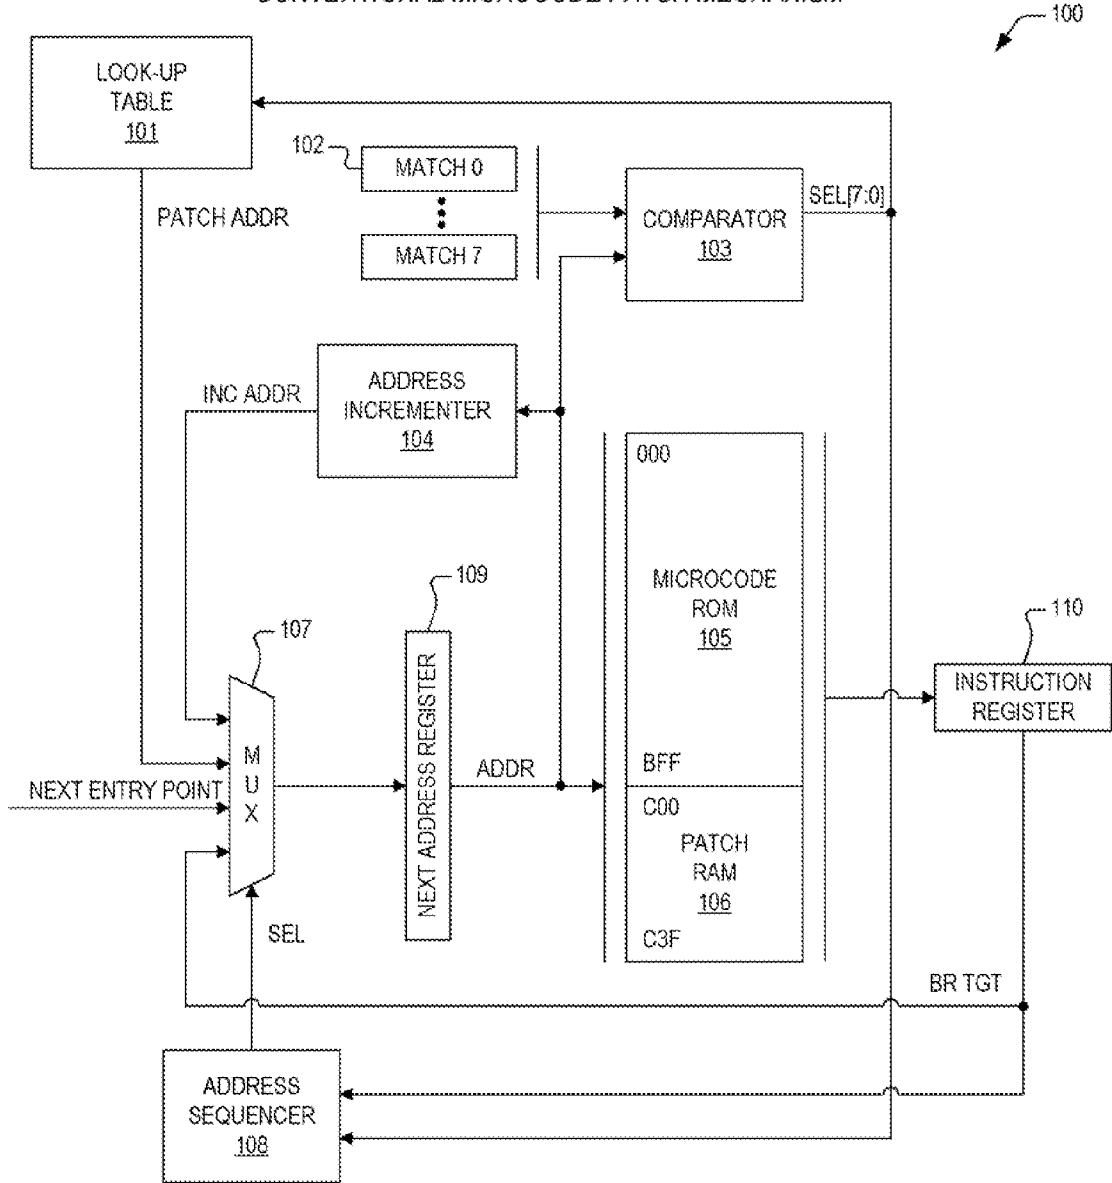 100
LOOK-UP
TABLE
101
102
MATCH 0
MATCH 7
PATCH ADDR
COMPARATOR
103
SEL[7:0]
INC ADDR
ADDRESS
INCREMENTER
104
000
MICROCODE
ROM
105
BFF
C00
PATCH
RAM
106
C3F
109
NEXT ADDRESS REGISTER
ADDR
107
M
U
X
NEXT ENTRY POINT
110
INSTRUCTION
REGISTER
SEL
BR TGT
ADDRESS
SEQUENCER
108